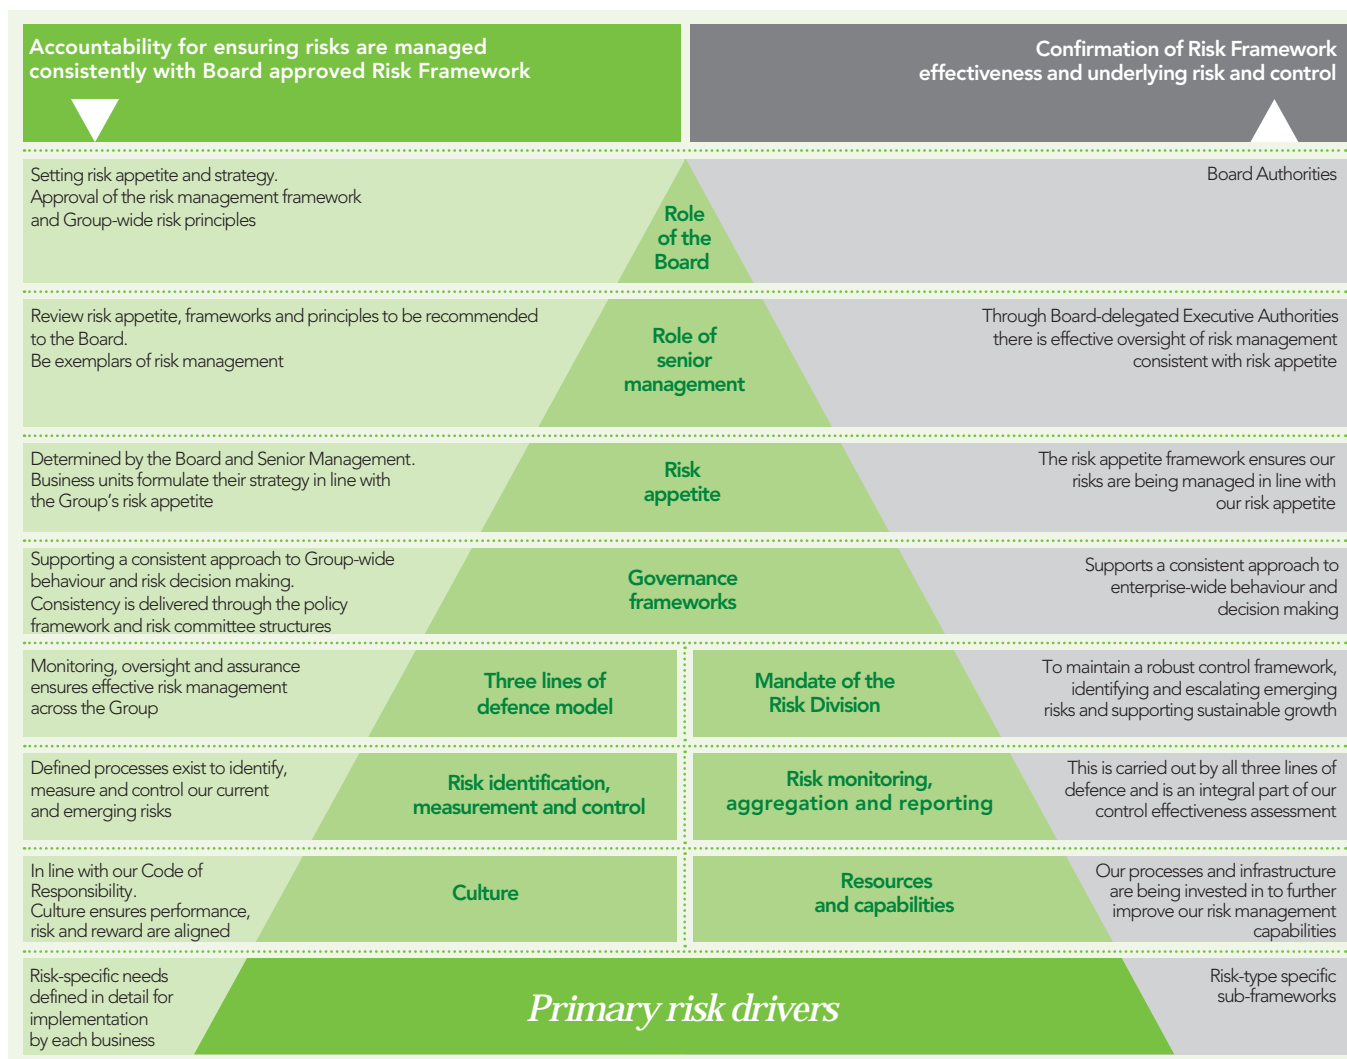 Accountability for ensuring risks are managed
consistently with Board approved Risk Framework
Confirmation of Risk Framework
effectiveness and underlying risk and control
Setting risk appetite and strategy.
Approval of the risk management framework
and Group-wide risk principles
Role
of the
Board
Board Authorities
Review risk appetite, frameworks and principles to be recommended
to the Board.
Be exemplars of risk management
Role of
senior
management
Through Board-delegated Executive Authorities
there is effective oversight of risk management
consistent with risk appetite
Determined by the Board and Senior Management.
Business units formulate their strategy in line with
the Group's risk appetite
Risk
appetite
The risk appetite framework ensures our
risks are being managed in line with
our risk appetite
Supporting a consistent approach to Group-wide
behaviour and risk decision making.
Consistency is delivered through the policy
framework and risk committee structures
Governance
frameworks
Supports a consistent approach to
enterprise-wide behaviour and
decision making
Monitoring, oversight and assurance
ensures effective risk management
across the Group
Three lines of
defence model
Mandate of the
Risk Division
To maintain a robust control framework,
identifying and escalating emerging
risks and supporting sustainable growth
Defined processes exist to identify,
measure and control our current
and emerging risks
Risk identification,
measurement and control
Risk monitoring,
aggregation and reporting
This is carried out by all three lines of
defence and is an integral part of our
control effectiveness assessment
In line with our Code of
Responsibility.
Culture ensures performance,
risk and reward are aligned
Culture
Resources
and capabilities
Our processes and infrastructure
are being invested in to further
improve our risk management
capabilities
Risk-specific needs
defined in detail for
implementation
by each business
Primary risk drivers
Risk-type specific
sub-frameworks